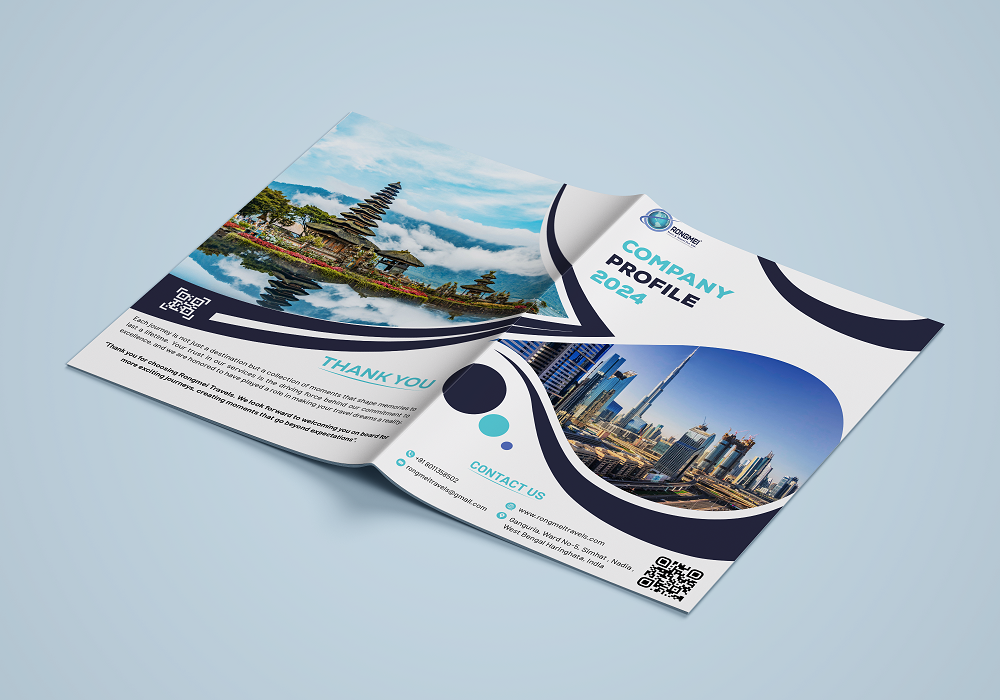 RONGMEI
COMPANY
PROFILE
2024
CONTACT US
+91 8011358502
rongmeitravels@gmail.com
www.rongmeitravels.com
Ganguria, Ward No-5, Simhat , Nadia ,
West Bengal Haringhata, India
THANK YOU
Each journey is not just a destination but a collection of moments that shape memories to
last a lifetime. Your trust in our services is the driving force behind our commitment to
excellence, and we are honored to have played a role in making your travel dreams a reality.
"Thank you for choosing Rongmei Travels. We look forward to welcoming you on board for
more exciting journeys, creating moments that go beyond expectations".